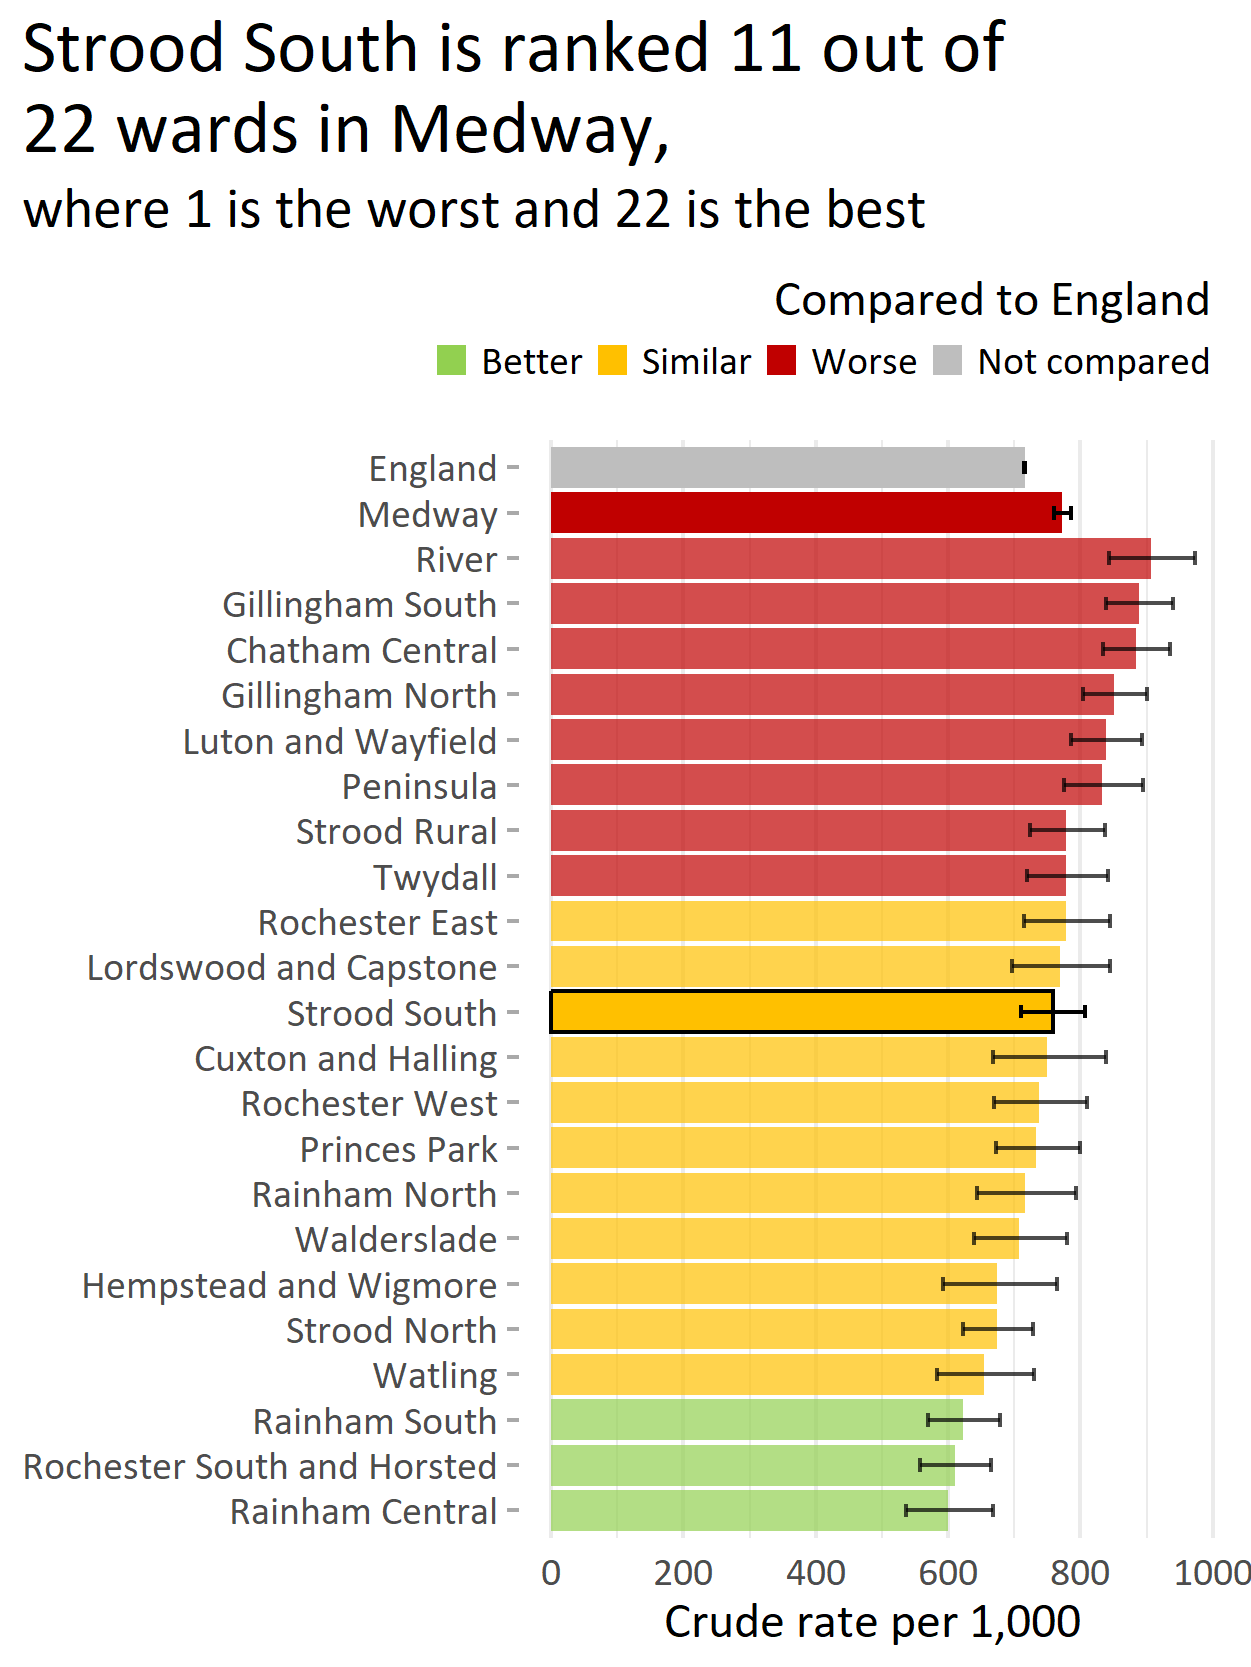 Strood South is ranked 11 out of
22 wards in Medway,
where 1 is the worst and 22 is the best
Compared to England
Better Similar Worse Not compared
England
Medway
River
Gillingham South
Chatham Central
Gillingham North
Luton and Wayfield
Peninsula
Strood Rural
Twydall
Rochester East
Lordswood and Capstone
Strood South
Cuxton and Halling
Rochester West
Princes Park
Rainham North
Walderslade
Hempstead and Wigmore
Strood North
Watling
Rainham South
Rochester South and Horsted
Rainham Central
0 200 400 600 800 1000
Crude rate per 1,000